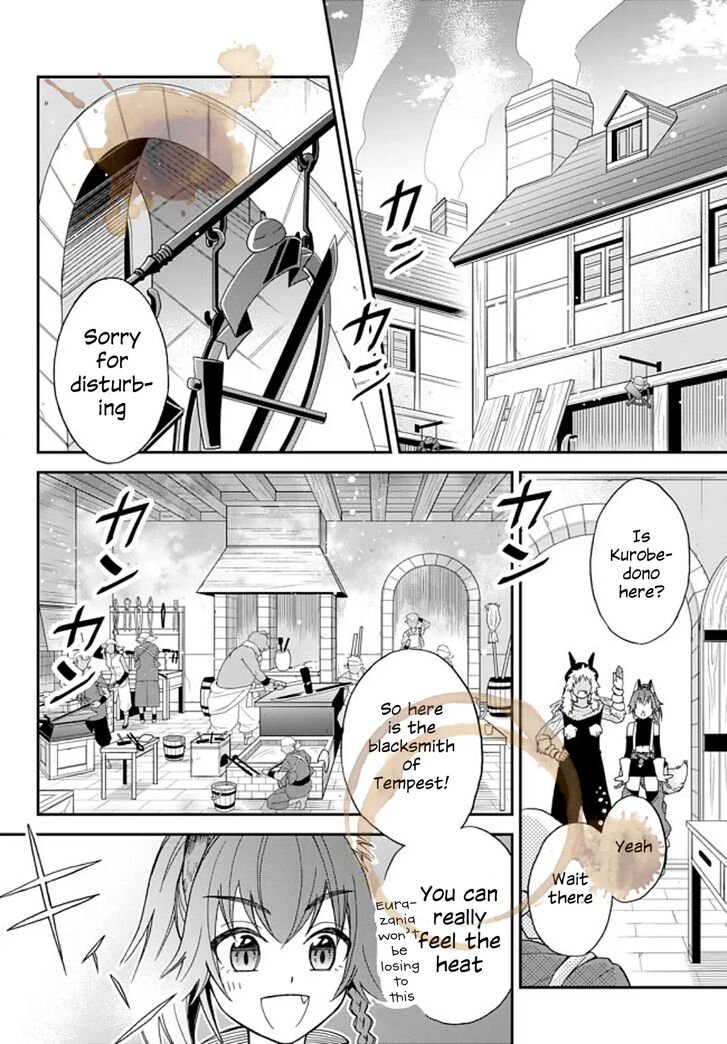 カン
カン
Sorry
for
disturb-
ing
Is
Kurobe-
dono
here?
Yeah
Wait
there
カン
カン
So here
is the
blacksmith
of
Tempest!
You can
really
feel the
heat
Eura-
zania
won't
be
losing
to
this